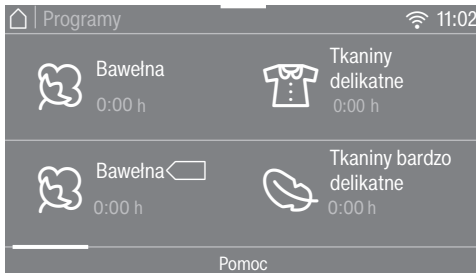 Programy
11:02
Bawełna
0:00 h
Tkaniny
delikatne
0:00 h
Bawełna
0:00 h
Tkaniny bardzo
delikatne
0:00 h
Pomoc